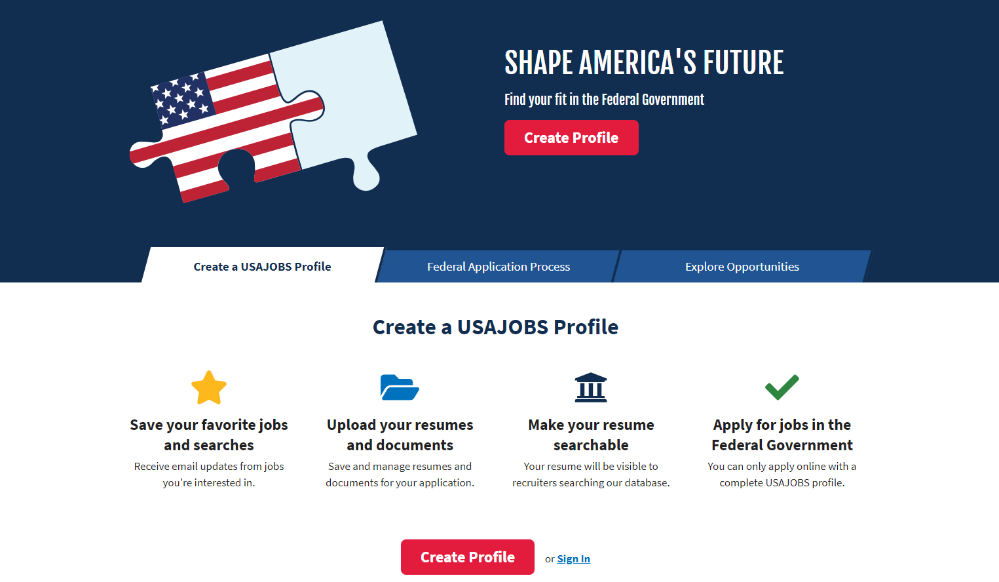 SHAPE AMERICA'S FUTURE
Find your fit in the Federal Government
Create Profile
Create a USAJOBS Profile
Federal Application Process
Explore Opportunities
Create a USAJOBS Profile
Save your favorite jobs
and searches
Receive email updates from jobs
you're interested in.
Upload your resumes
and documents
Save and manage resumes and
documents for your application.
Make your resume
searchable
Your resume will be visible to
recruiters searching our database.
Apply for jobs in the
Federal Government
You can only apply online with a
complete USAJOBS profile.
Create Profile
or Sign In